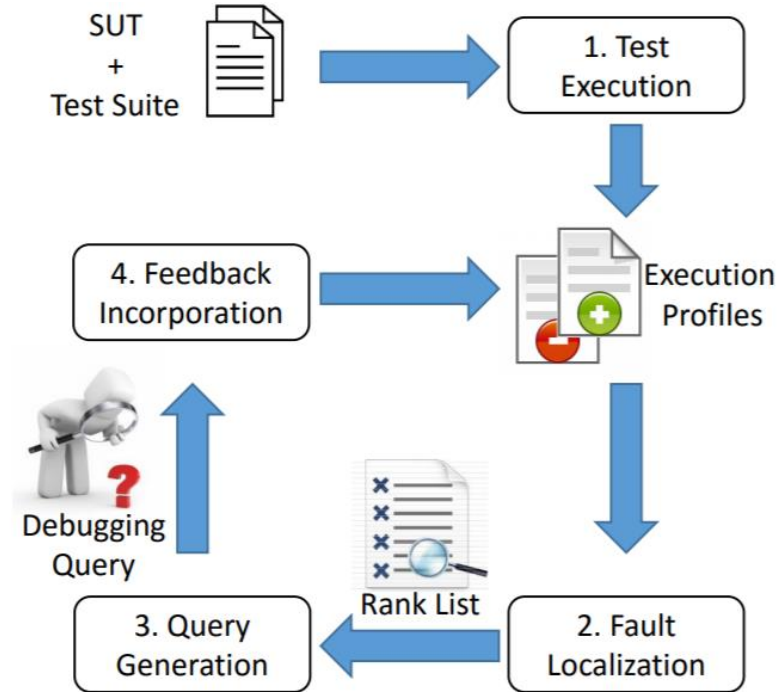 SUT
+
Test Suite
1. Test
Execution
4. Feedback
Incorporation
Execution
Profiles
Debugging
Query
Rank List
3. Query
Generation
2. Fault
Localization